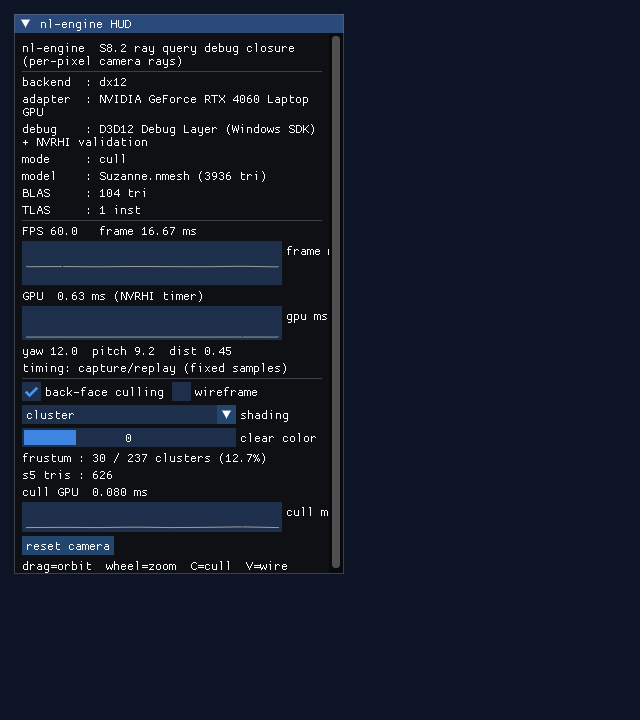 nl-engine HUD
nl-engine  S8.2 ray query debug closure
(per-pixel camera rays)
backend  : dx12
adapter  : NVIDIA GeForce RTX 4060 Laptop
GPU
debug    : D3D12 Debug Layer (Windows SDK)
+ NVRHI validation
mode     : cull
model    : Suzanne.nmesh (3936 tri)
BLAS     : 104 tri
TLAS     : 1 inst
FPS 60.0   frame 16.67 ms
frame
GPU  0.63 ms (NVRHI timer)
gpu ms
yaw 12.0  pitch 9.2  dist 0.45
timing: capture/replay (fixed samples)
back-face culling  wireframe
cluster  shading
0  clear color
frustum : 30 / 237 clusters (12.7%)
s5 tris : 626
cull GPU  0.080 ms
cull m
reset camera
drag=orbit  wheel=zoom  C=cull  V=wire